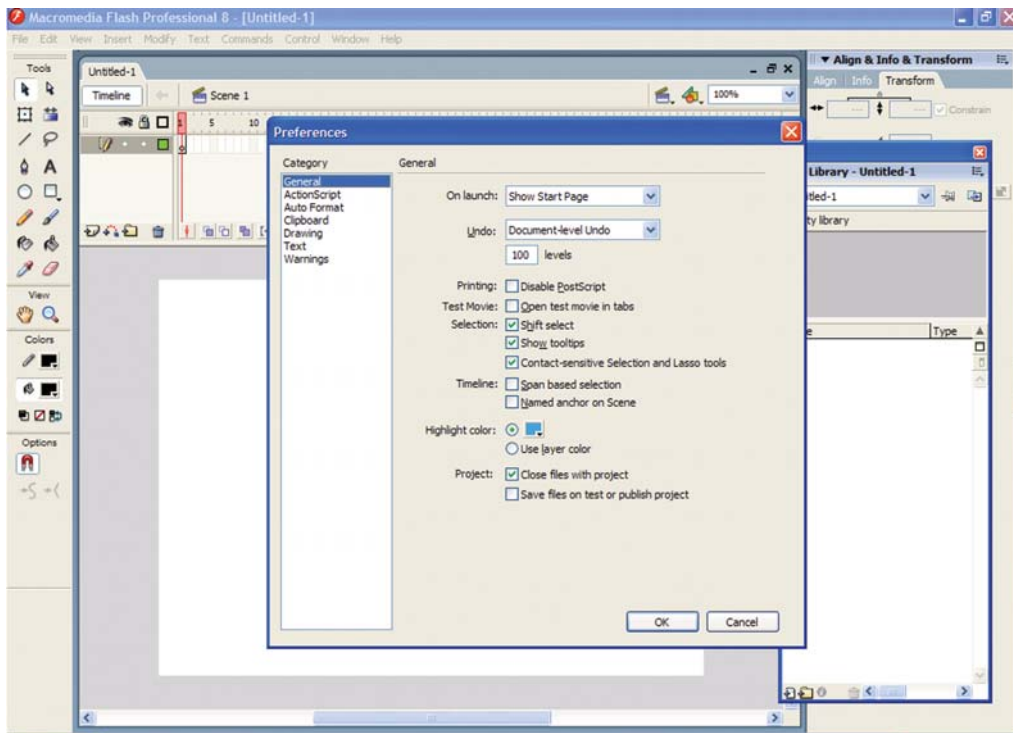 Macromedia Flash Professional 8 - [Untitled-1]
File Edit View Insert Modify Text Commands Control Window Help
Tools
View
Colors
Options
Untitled-1
Timeline
Scene 1
100%
1 5 10
Align & Info & Transform
Align Info Transform
Constrain
Library - Untitled-1
Type
Preferences
Category
General
ActionScript
Auto Format
Clipboard
Drawing
Text
Warnings
General
On launch: Show Start Page
Undo: Document-level Undo
100 levels
Printing: Disable PostScript
Test Movie: Open test movie in tabs
Selection: Shift select
Show tooltips
Contact-sensitive Selection and Lasso tools
Timeline: Span based selection
Named anchor on Scene
Highlight color:
Use layer color
Project: Close files with project
Save files on test or publish project
OK Cancel